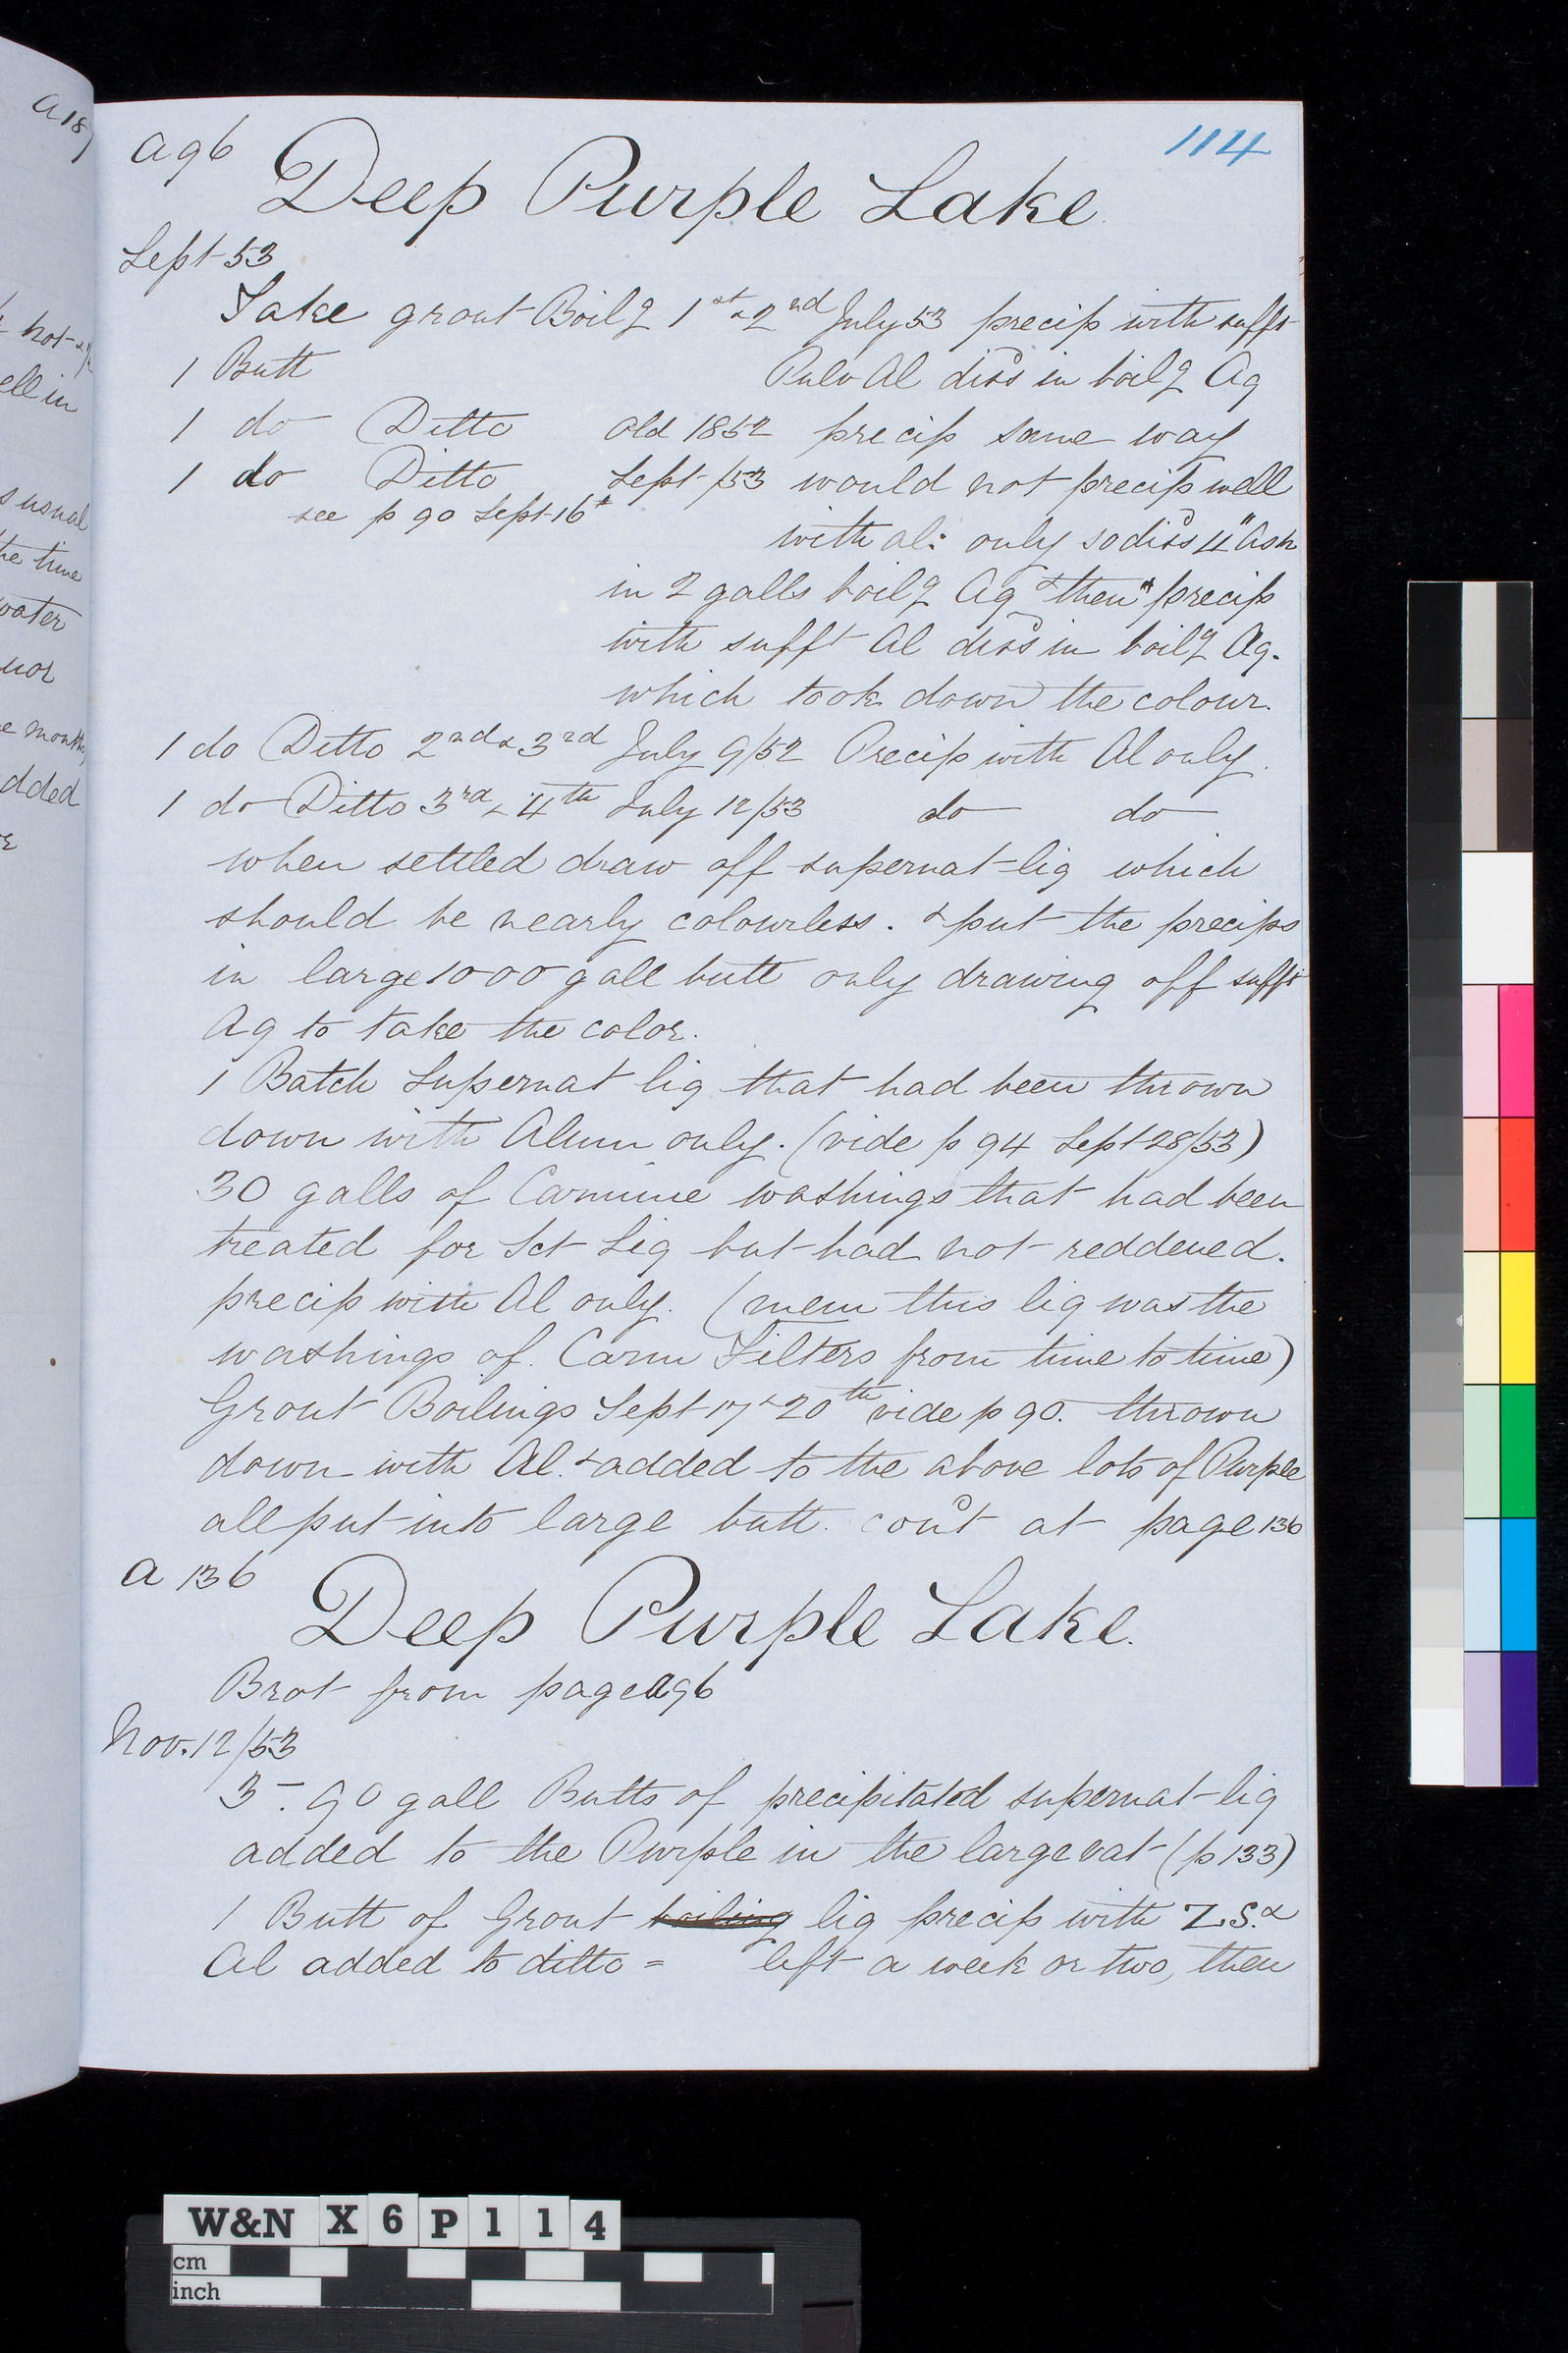 a 96
114
Deep Purple Lake
Sept 53
Take grout Boilg 1st & 2nd July 53 precip with sufft
1 Butt Pulv Al dissd in boilg Aq
1 do Ditto old 1852 precip same way
1 do Ditto Sept/53 would not precip well
see p 90 Sept 16th
with al: only so dissd 4" Ash
in 2 galls boilg Aq & "then" precip
with sufft Al dissd in boilg Aq.
which took down the colour.
1 do Ditto 2nd & 3rd July 9/52 Precip with Al only.
1 do Ditto 3rd & 4th July 12/53 do do
when settled draw off supernat liq which
should be nearly colourless. & put the precips
in large 1000 gall butt only drawing off sufft
Aq to take the color.
1 Batch Supernat liq that had been thrown
down with Alum only. (vide p 94 Sept 28/53)
30 galls of Carmine washings that had been
treated for Sct Liq but had not reddened.
precip with Al only. (mem this liq was the
washings of Carm Filters from time to time)
Grout Boilings Sept 17 & 20th vide p 90. thrown
down with Al. & added to the above lots of Purple
all put into large butt. cont at page 136
a 136
Deep Purple Lake.
Brot from page a96
Nov. 12/53
3 - 90 gall Butts of precipitated supernat liq
added to the Purple in the large vat (p 133)
1 Butt of Grout boiling liq precip with Z.S. &
Al added to ditto = left a week or two, then
a 187
hot
ell in
s usual
the time
water
uor
e months,
dded
W&N X 6 P 1 1 4
cm
inch